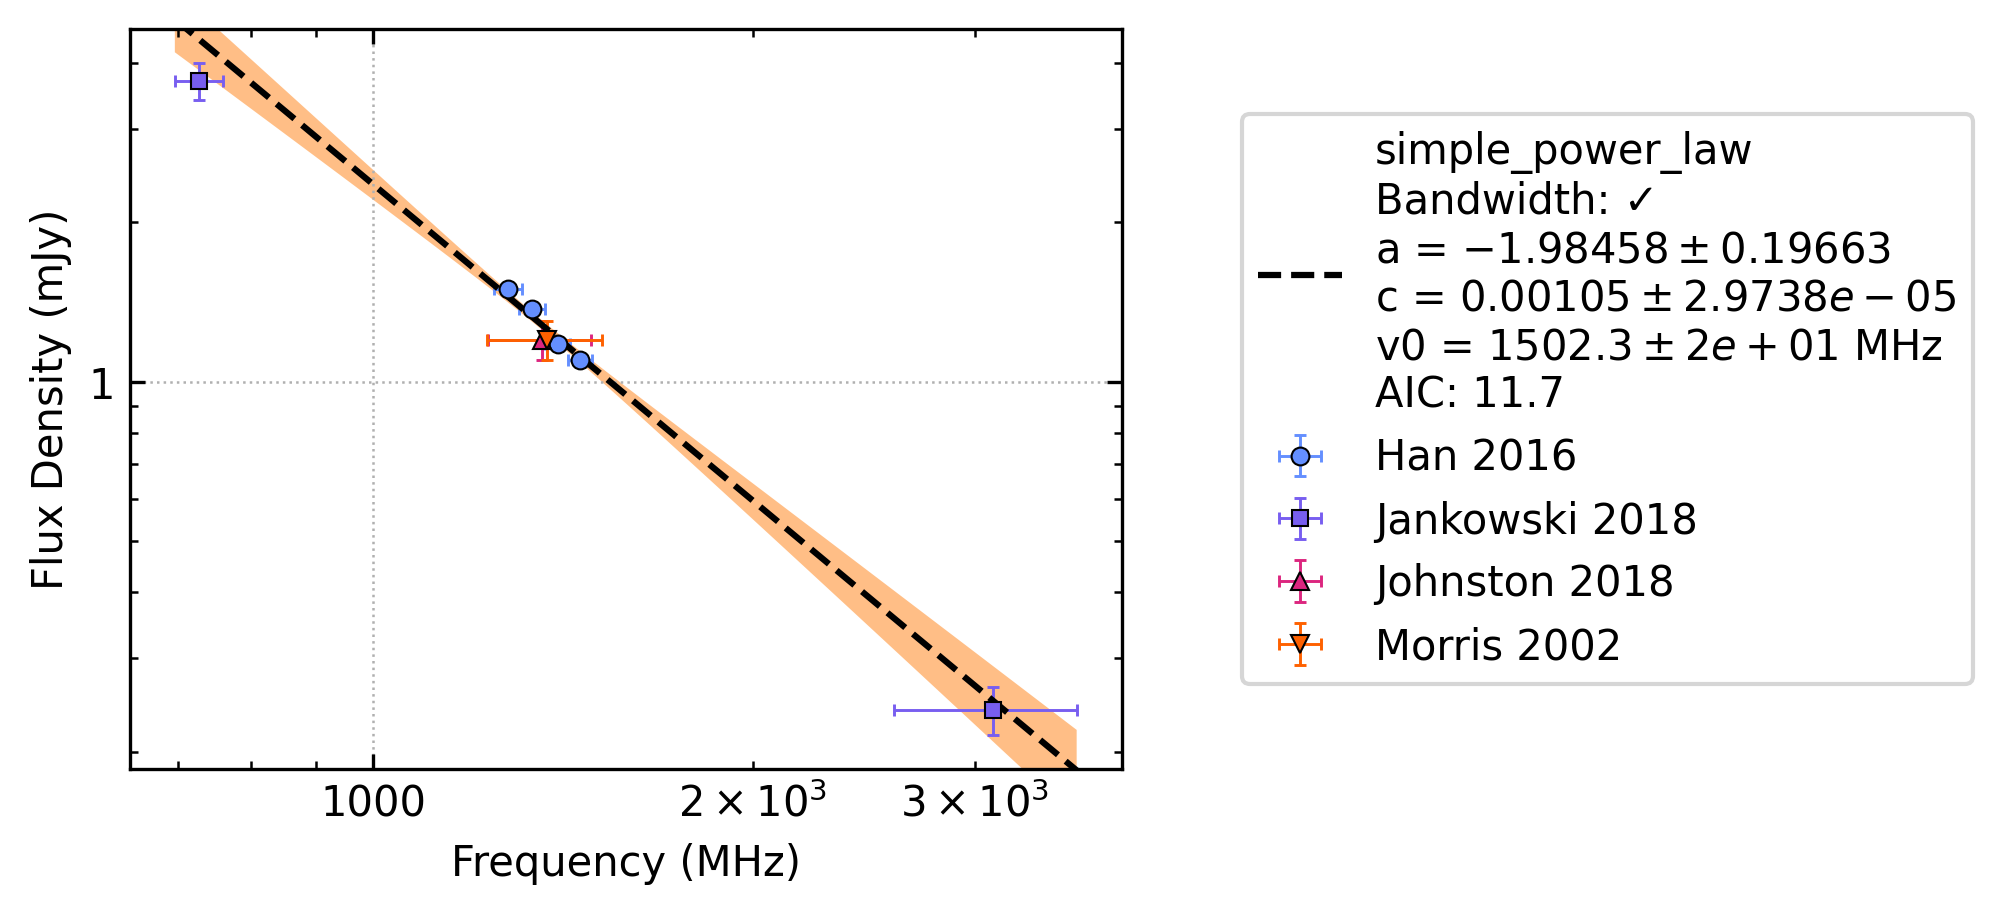 Flux Density (mJy)
1
1000
2 × 10³
3 × 10³
Frequency (MHz)
simple_power_law
Bandwidth: ✓
a = −1.98458 ± 0.19663
c = 0.00105 ± 2.9738e − 05
v0 = 1502.3 ± 2e + 01 MHz
AIC: 11.7
Han 2016
Jankowski 2018
Johnston 2018
Morris 2002